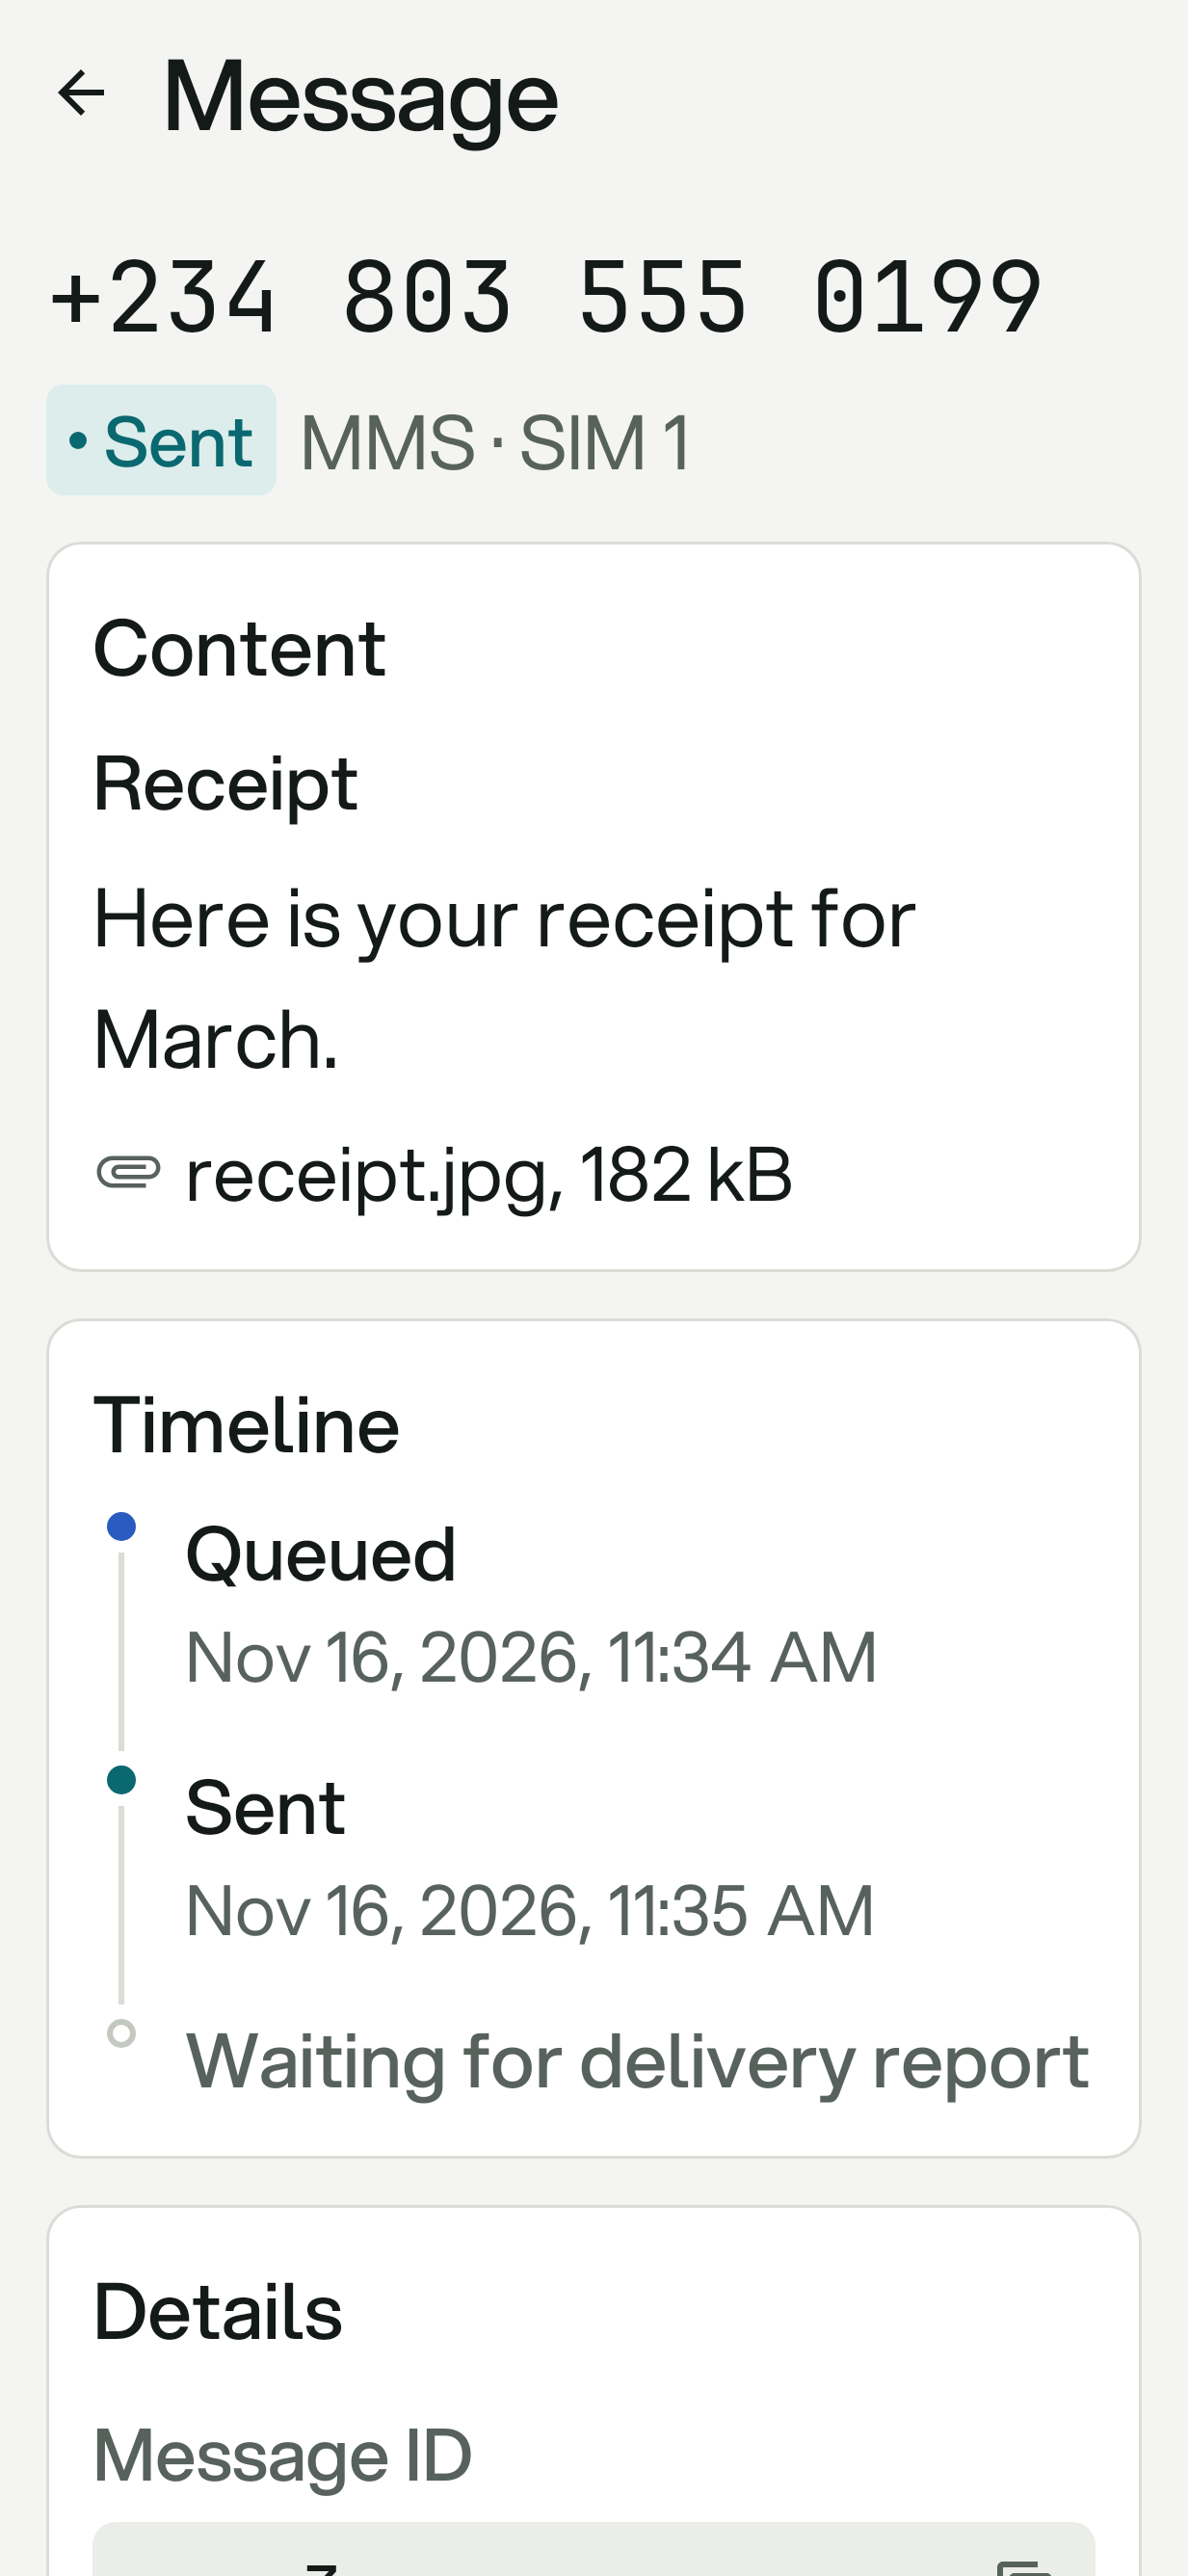 Message
+234 803 555 0199
• Sent MMS · SIM 1
Content
Receipt
Here is your receipt for
March.
receipt.jpg, 182 kB
Timeline
Queued
Nov 16, 2026, 11:34 AM
Sent
Nov 16, 2026, 11:35 AM
Waiting for delivery report
Details
Message ID